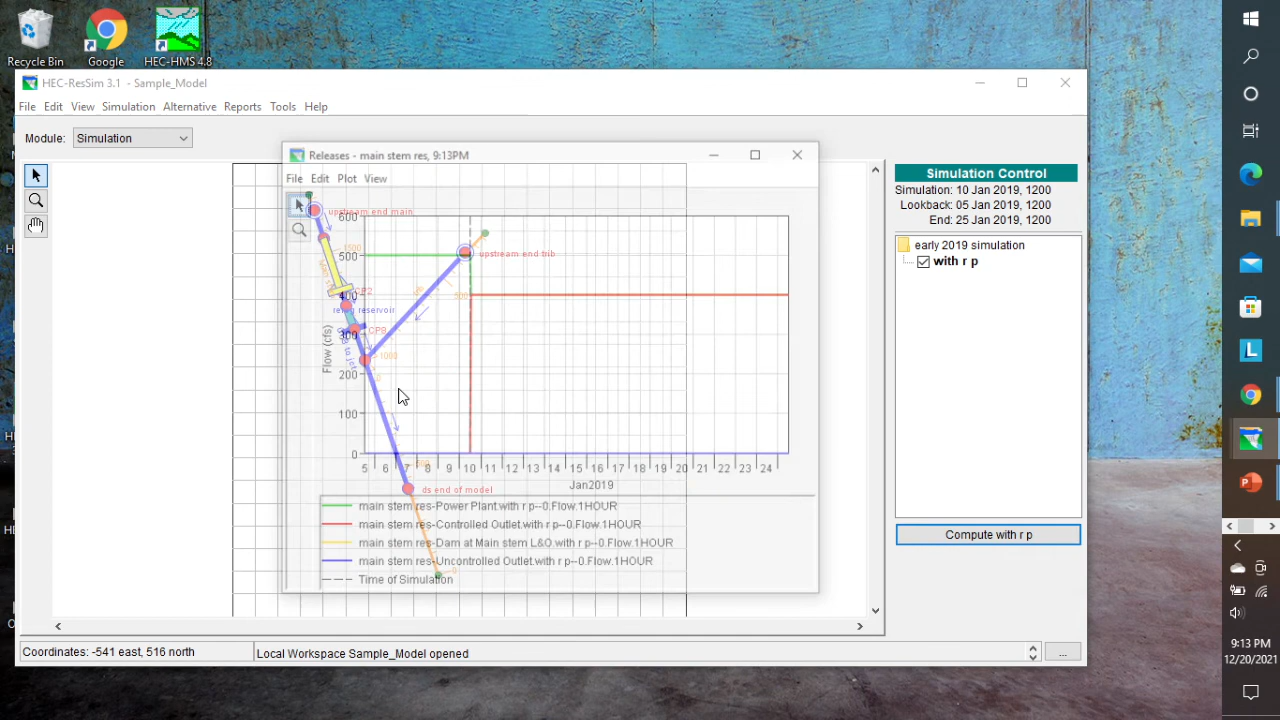 Recycle Bin
Google
HEC-HMS 4.8
HEC-ResSim 3.1 - Sample_Model
File Edit View Simulation Alternative Reports Tools Help
Module: Simulation
Releases - main stem res, 9:13PM
File Edit Plot View
upstream end main
upstream end trib
CP2
reservoir
CP8
1500
500
1000
ds end of model
Flow (cfs)
600
500
400
300
200
100
0
5 6 7 8 9 10 11 12 13 14 15 16 17 18 19 20 21 22 23 24
Jan2019
main stem res-Power Plant.with r p--0.Flow.1HOUR
main stem res-Controlled Outlet.with r p--0.Flow.1HOUR
main stem res-Dam at Main stem L&O.with r p--0.Flow.1HOUR
main stem res-Uncontrolled Outlet.with r p--0.Flow.1HOUR
Time of Simulation
Simulation Control
Simulation: 10 Jan 2019, 1200
Lookback: 05 Jan 2019, 1200
End: 25 Jan 2019, 1200
early 2019 simulation
with r p
Compute with r p
Coordinates: -541 east, 516 north
Local Workspace Sample_Model opened
...
9:13 PM
12/20/2021